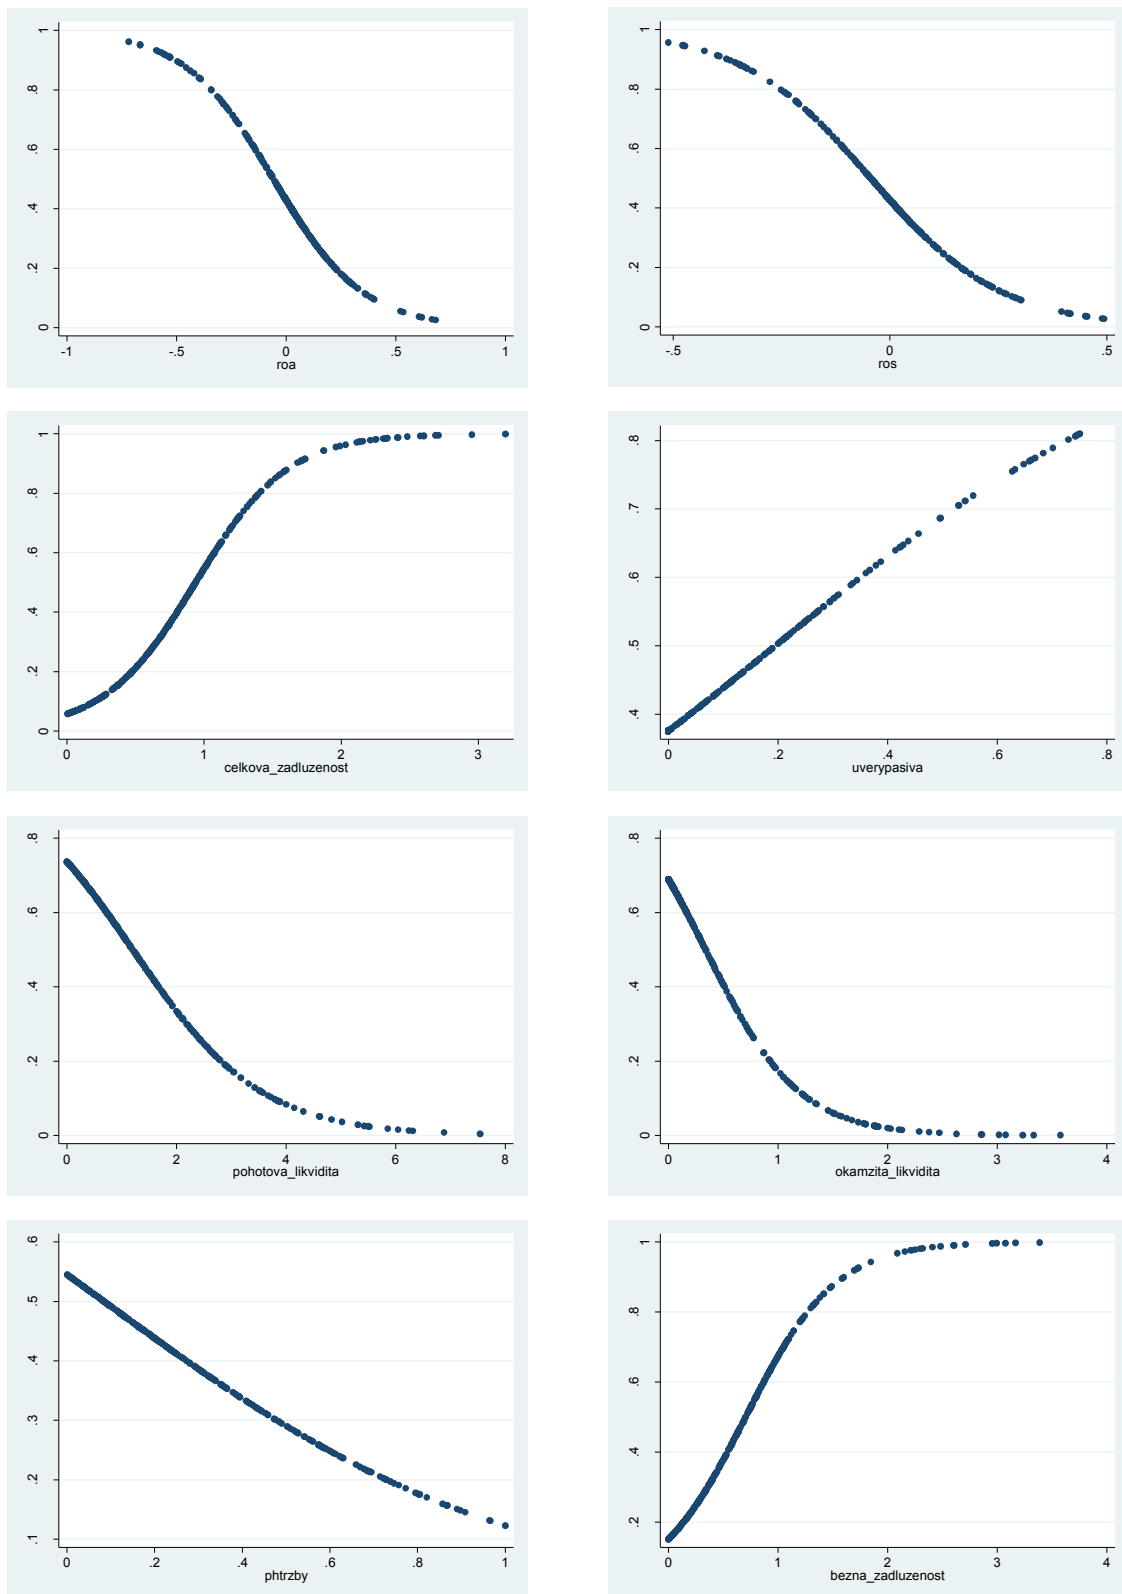 1
.8
.6
.4
.2
0
-1 -.5 0 .5 1
roa
1
.8
.6
.4
.2
0
-.5 0 .5
ros
1
.8
.6
.4
.2
0
0 1 2 3
celkova_zadluzenost
.8
.7
.6
.5
.4
0 .2 .4 .6 .8
uverypasiva
.8
.6
.4
.2
0
0 2 4 6 8
pohotova_likvidita
.8
.6
.4
.2
0
0 1 2 3 4
okamzita_likvidita
.6
.5
.4
.3
.2
.1
0 .2 .4 .6 .8 1
phtrzby
1
.8
.6
.4
.2
0 1 2 3 4
bezna_zadluzenost